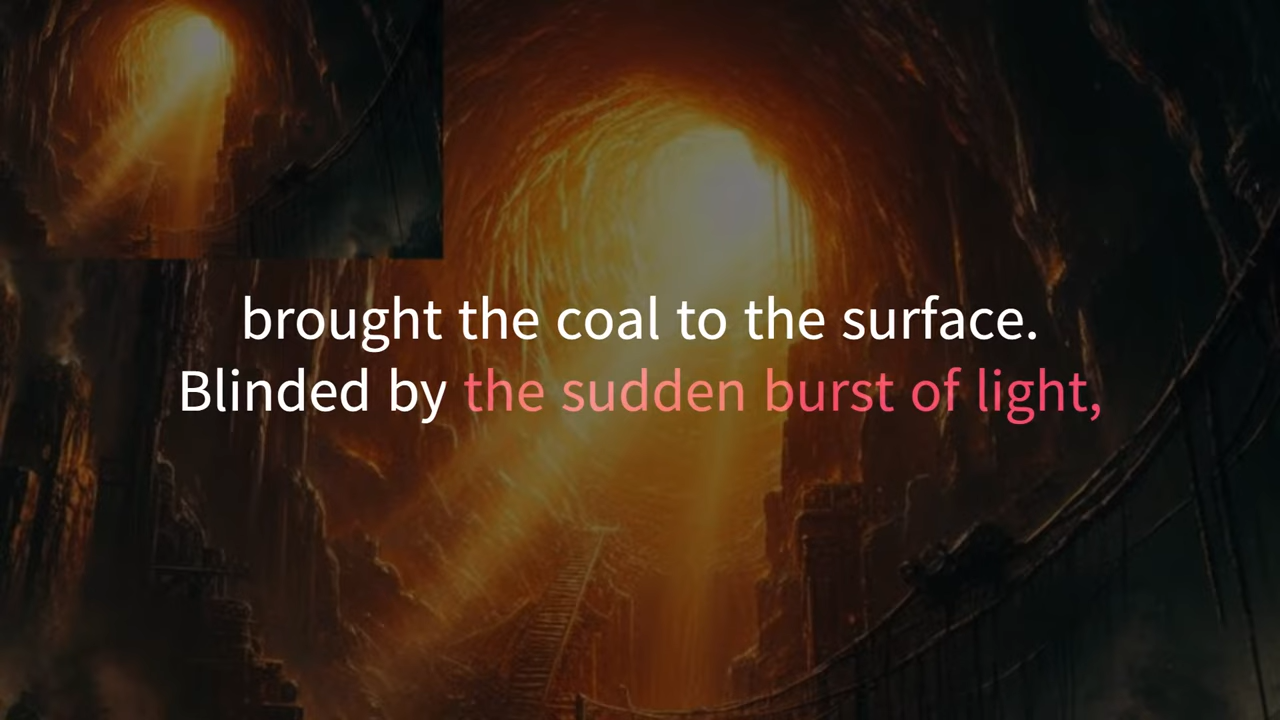 brought the coal to the surface.
Blinded by the sudden burst of light,